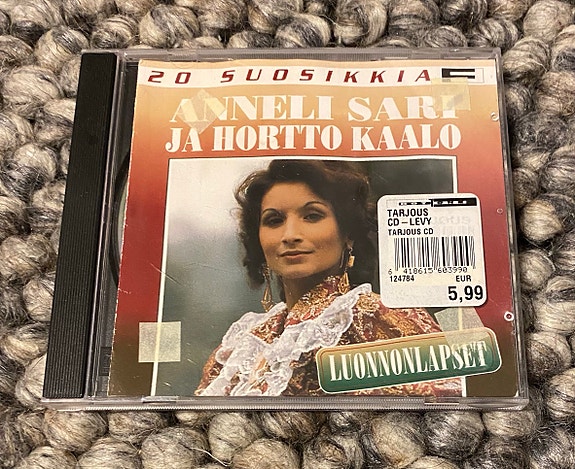 20 SUOSIKKIA
ANNELI SARI
JA HORTTO KAALO
TARJOUS
CD-LEVY
TARJOUS CD
6 418615 603990
124784 EUR
5,99
LUONNONLAPSET